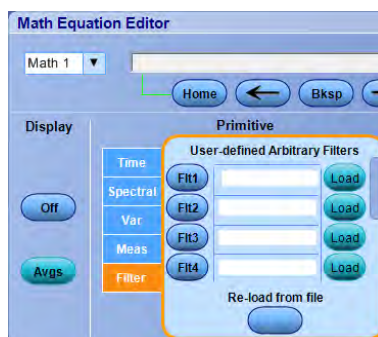 Math Equation Editor
Math 1
Home
Bksp
Display
Primitive
Time
Spectral
Var
Meas
Filter
User-defined Arbitrary Filters
Flt1
Load
Flt2
Load
Flt3
Load
Flt4
Load
Off
Avgs
Re-load from file